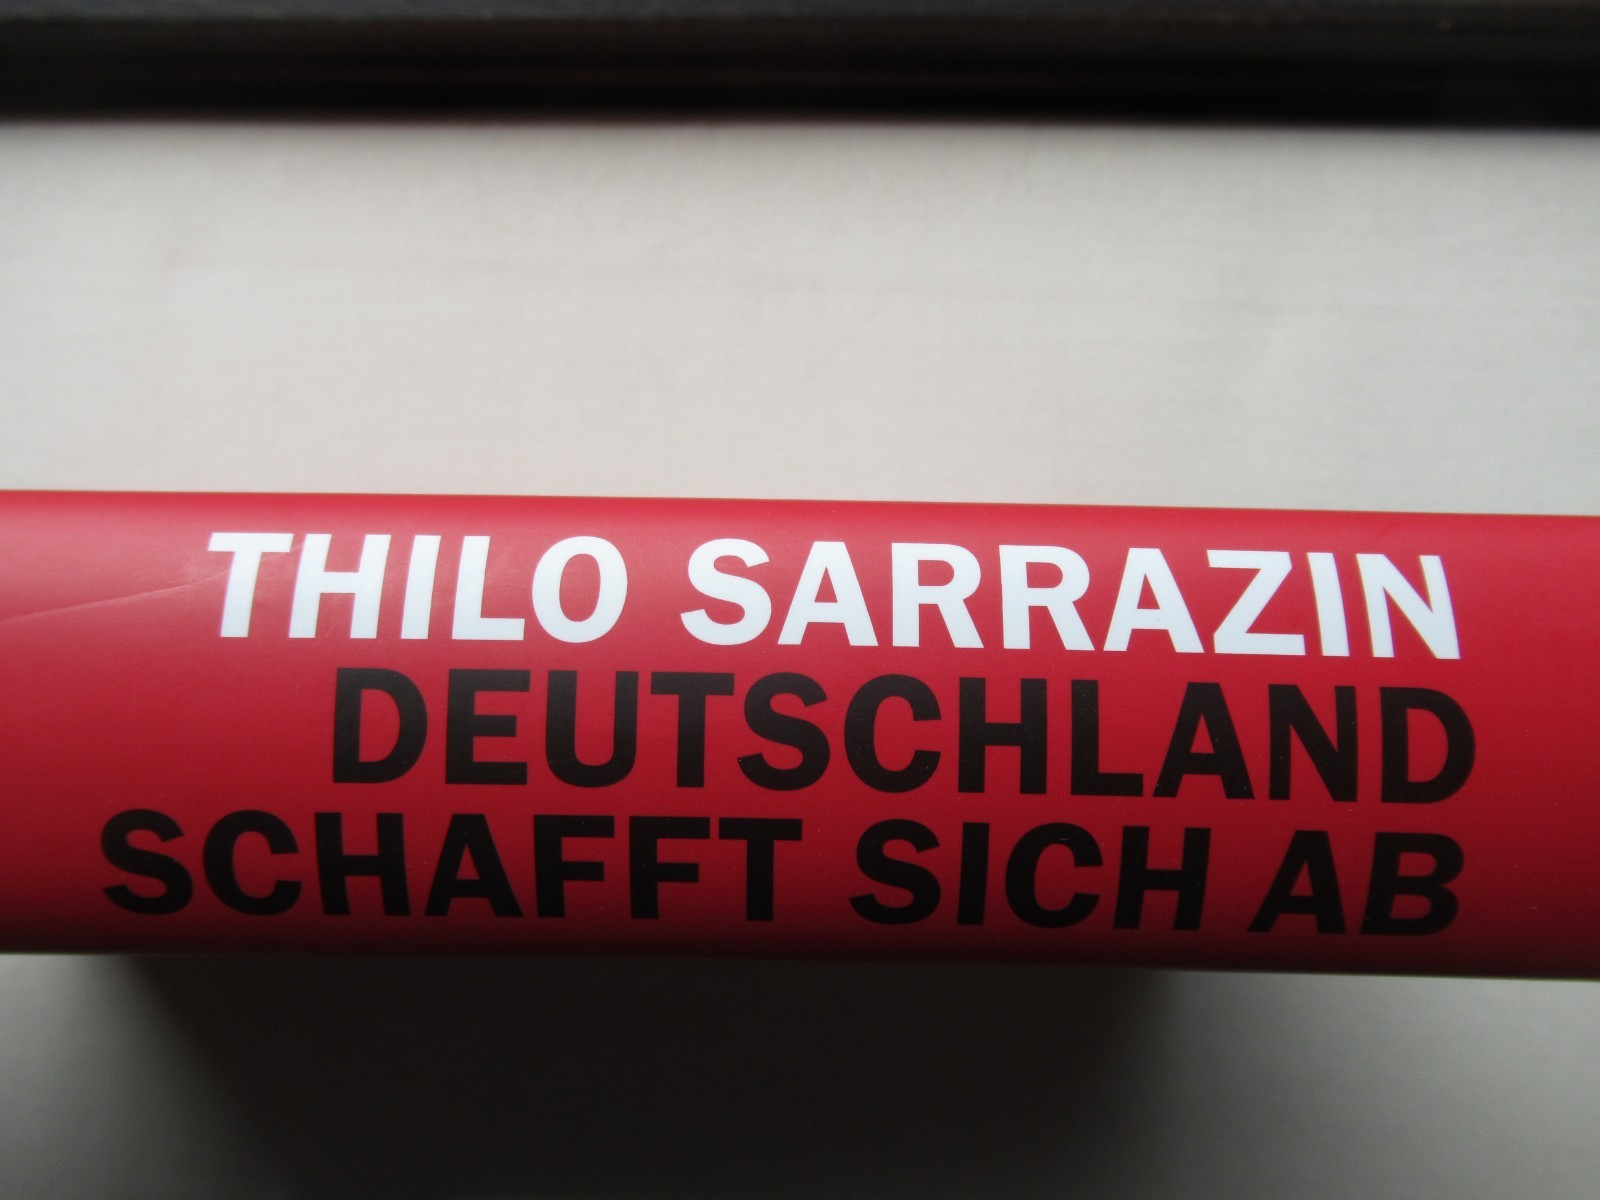 THILO SARRAZIN
DEUTSCHLAND
SCHAFFT SICH AB